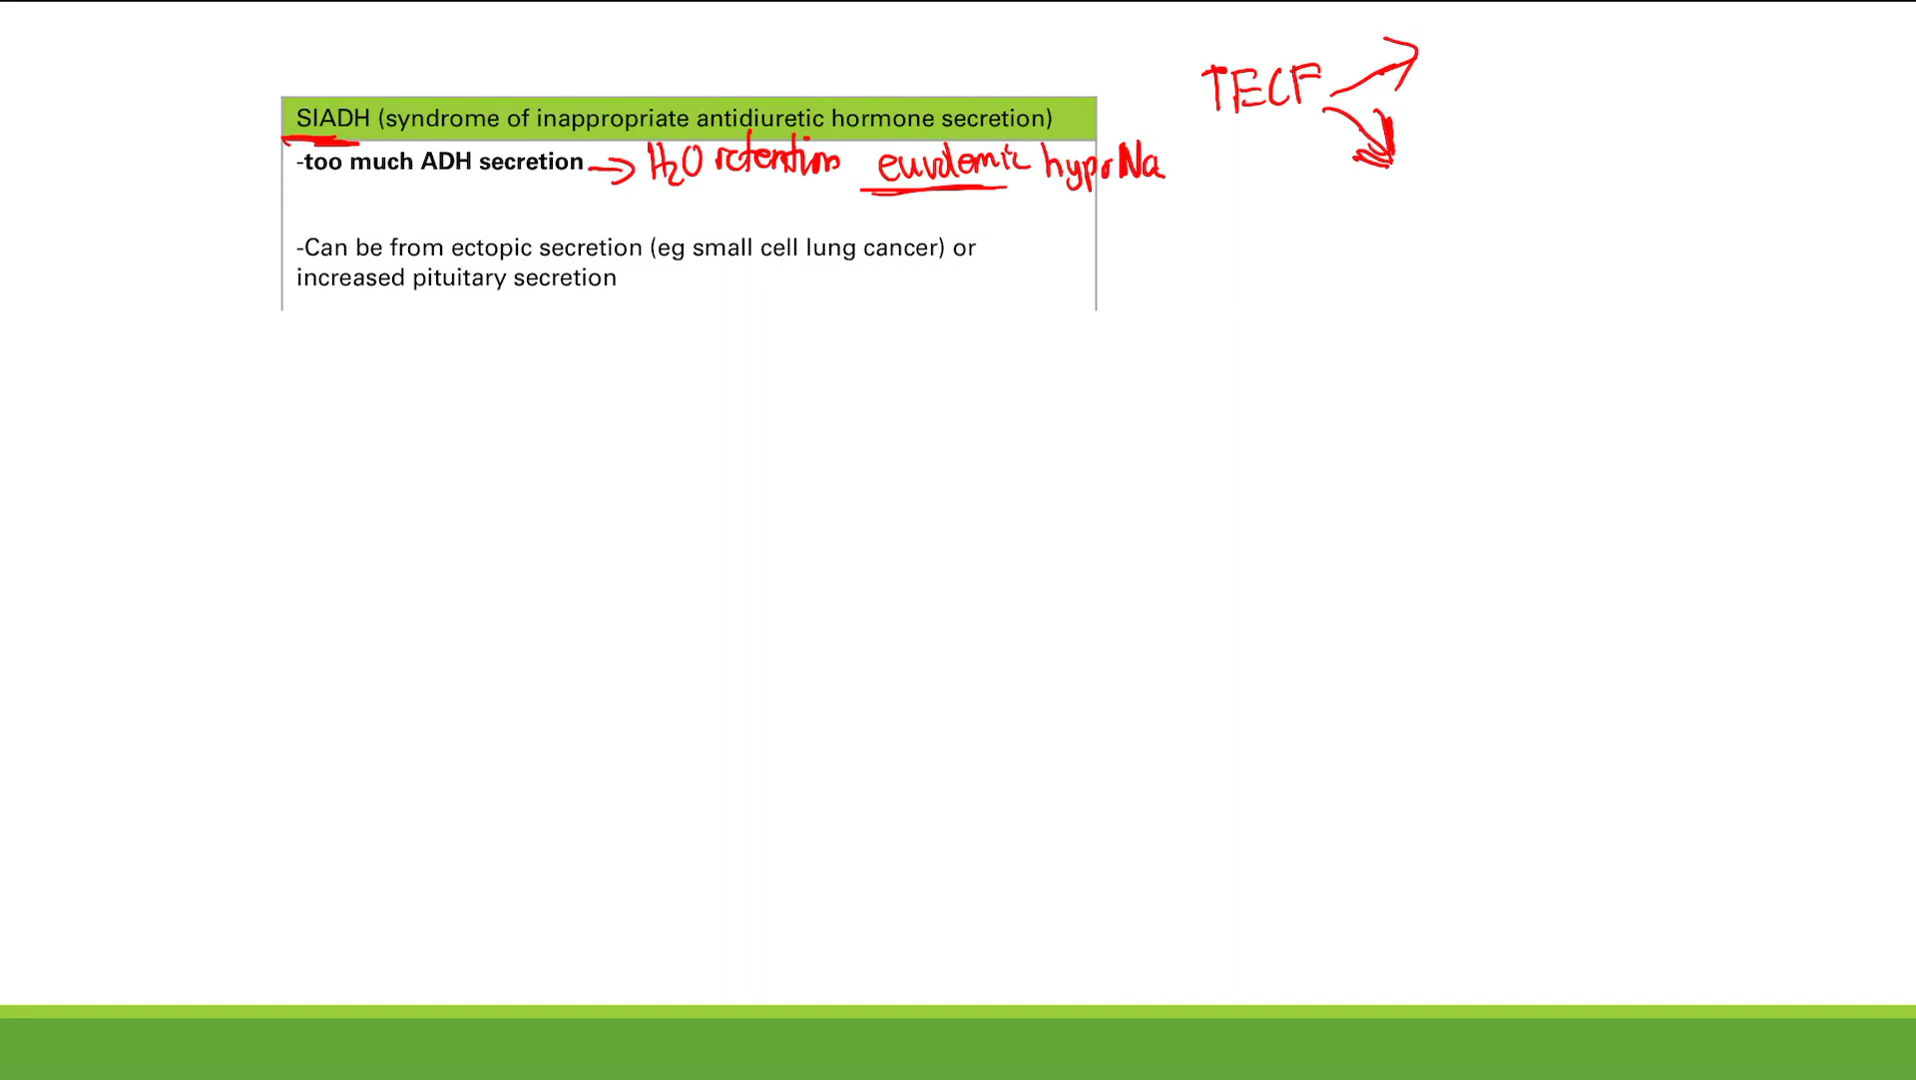 ↑ECF
SIADH (syndrome of inappropriate antidiuretic hormone secretion)
-too much ADH secretion → H₂O retention euvolemic hypoNa
-Can be from ectopic secretion (eg small cell lung cancer) or
increased pituitary secretion